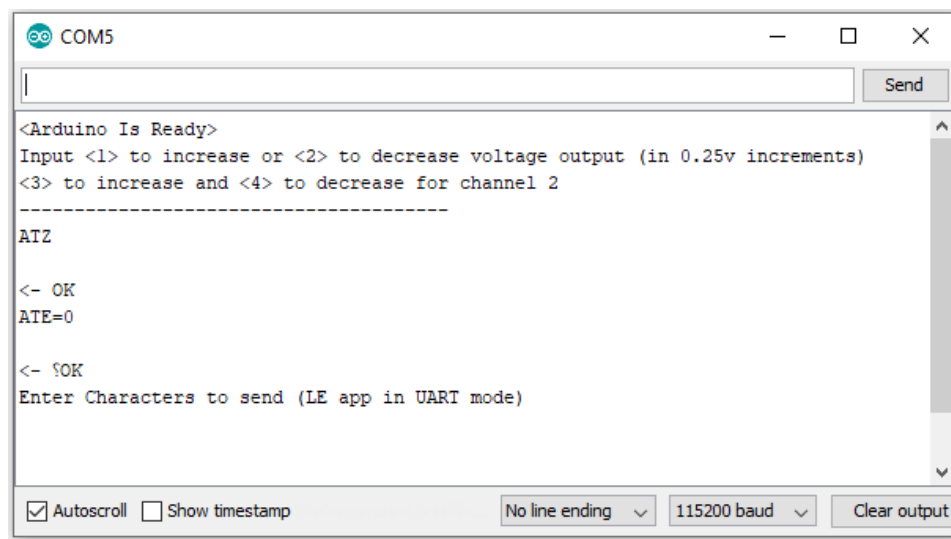 COM5
Send
<Arduino Is Ready>
Input <1> to increase or <2> to decrease voltage output (in 0.25v increments)
<3> to increase and <4> to decrease for channel 2
---------------------------------------
ATZ
<- OK
ATE=0
<- ⸮OK
Enter Characters to send (LE app in UART mode)
Autoscroll Show timestamp No line ending 115200 baud Clear output